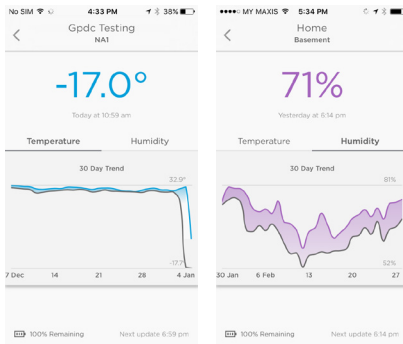 No SIM 4:33 PM 38%
Gpdc Testing
NA1
-17.0°
Today at 10:59 am
Temperature Humidity
30 Day Trend
32.9°
-17.7°
7 Dec 14 21 28 4 Jan
100% Remaining Next update 6:59 pm
MY MAXIS 5:34 PM
Home
Basement
71%
Yesterday at 6:14 pm
Temperature Humidity
30 Day Trend
81%
52%
30 Jan 6 Feb 13 20 27
100% Remaining Next update 6:14 pm